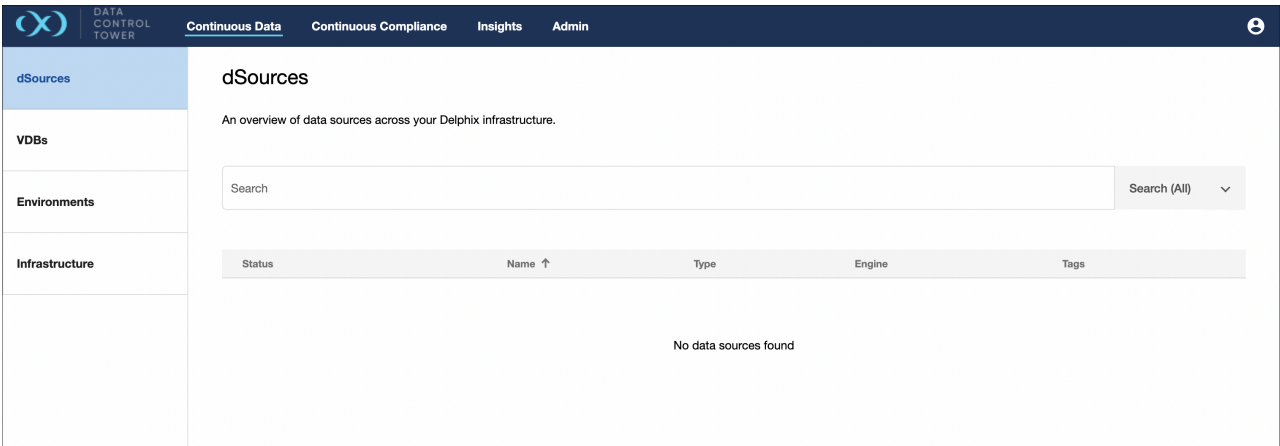 DATA
CONTROL
TOWER
Continuous Data Continuous Compliance Insights Admin
dSources
VDBs
Environments
Infrastructure
dSources
An overview of data sources across your Delphix infrastructure.
Search Search (All)
Status Name Type Engine Tags
No data sources found